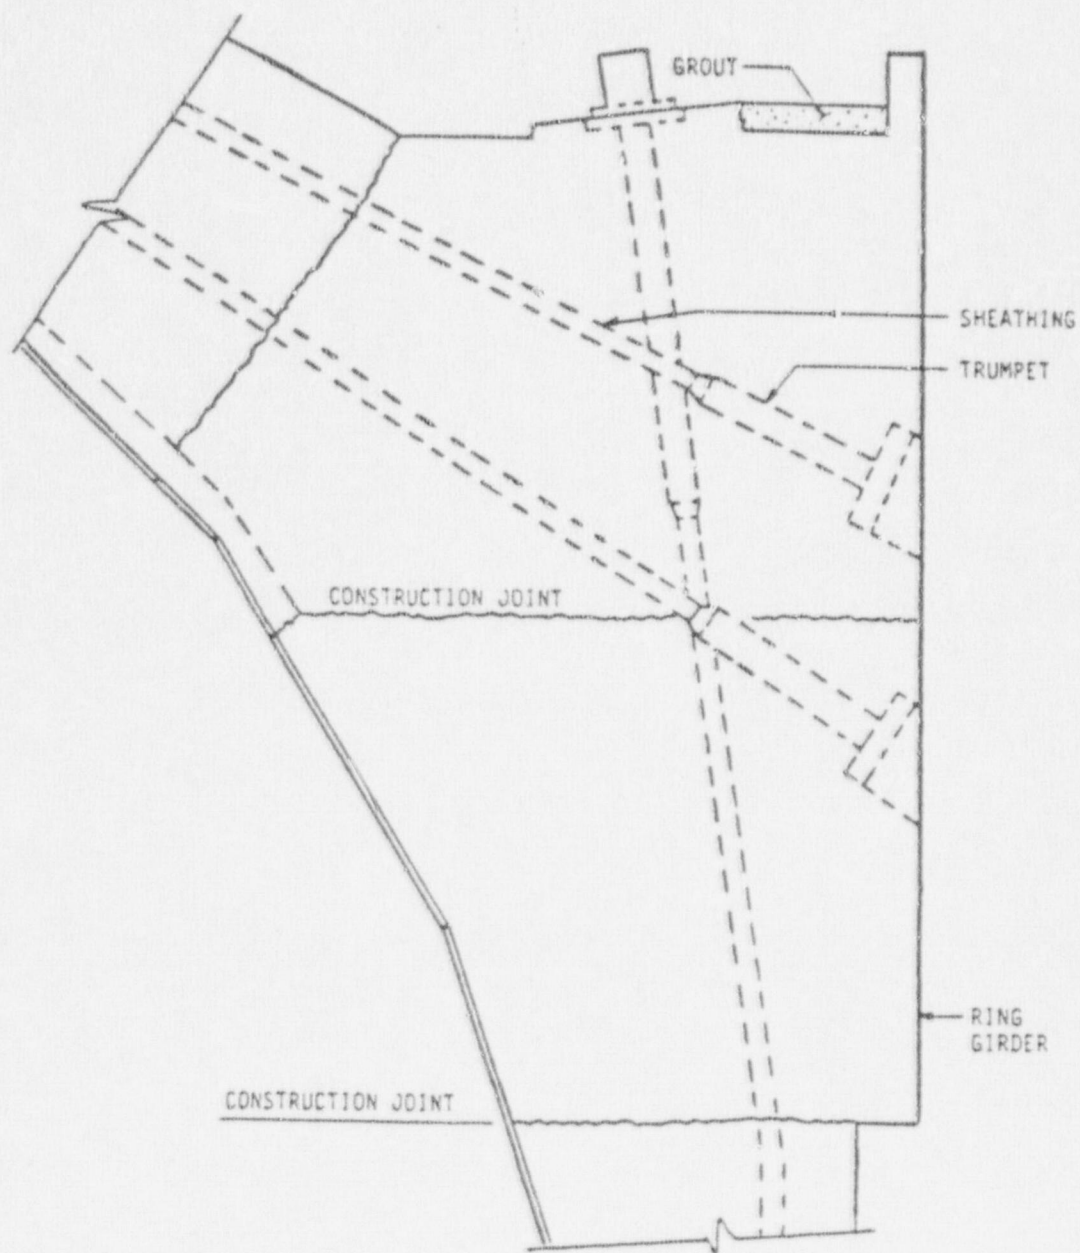 GROUT
SHEATHING
TRUMPET
CONSTRUCTION JOINT
RING
GIRDER
CONSTRUCTION JOINT